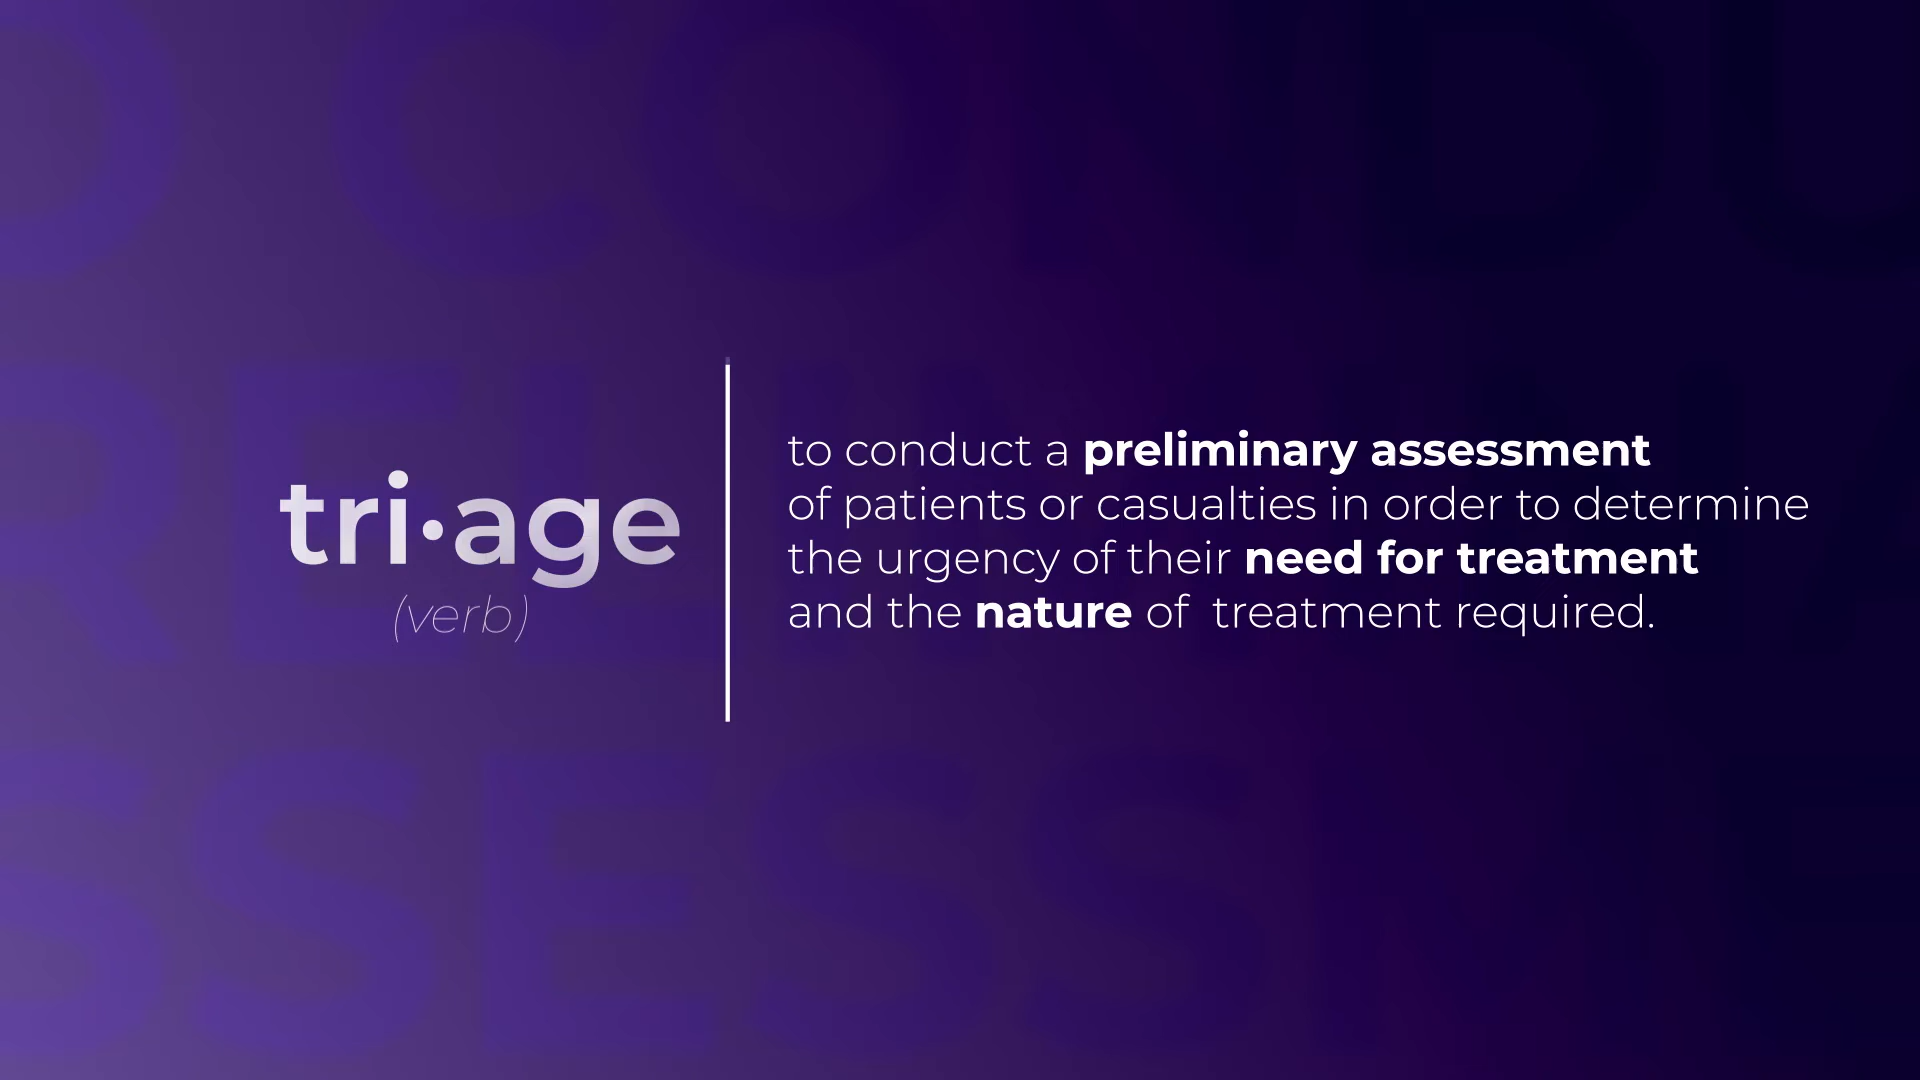 tri•age
(verb)
to conduct a preliminary assessment
of patients or casualties in order to determine
the urgency of their need for treatment
and the nature of  treatment required.